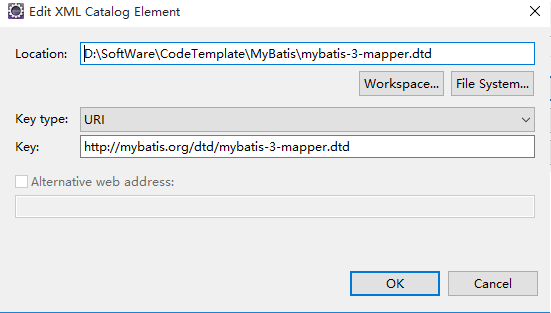 Edit XML Catalog Element
Location: D:\SoftWare\CodeTemplate\MyBatis\mybatis-3-mapper.dtd
Workspace... File System...
Key type: URI
Key: http://mybatis.org/dtd/mybatis-3-mapper.dtd
Alternative web address:
OK Cancel